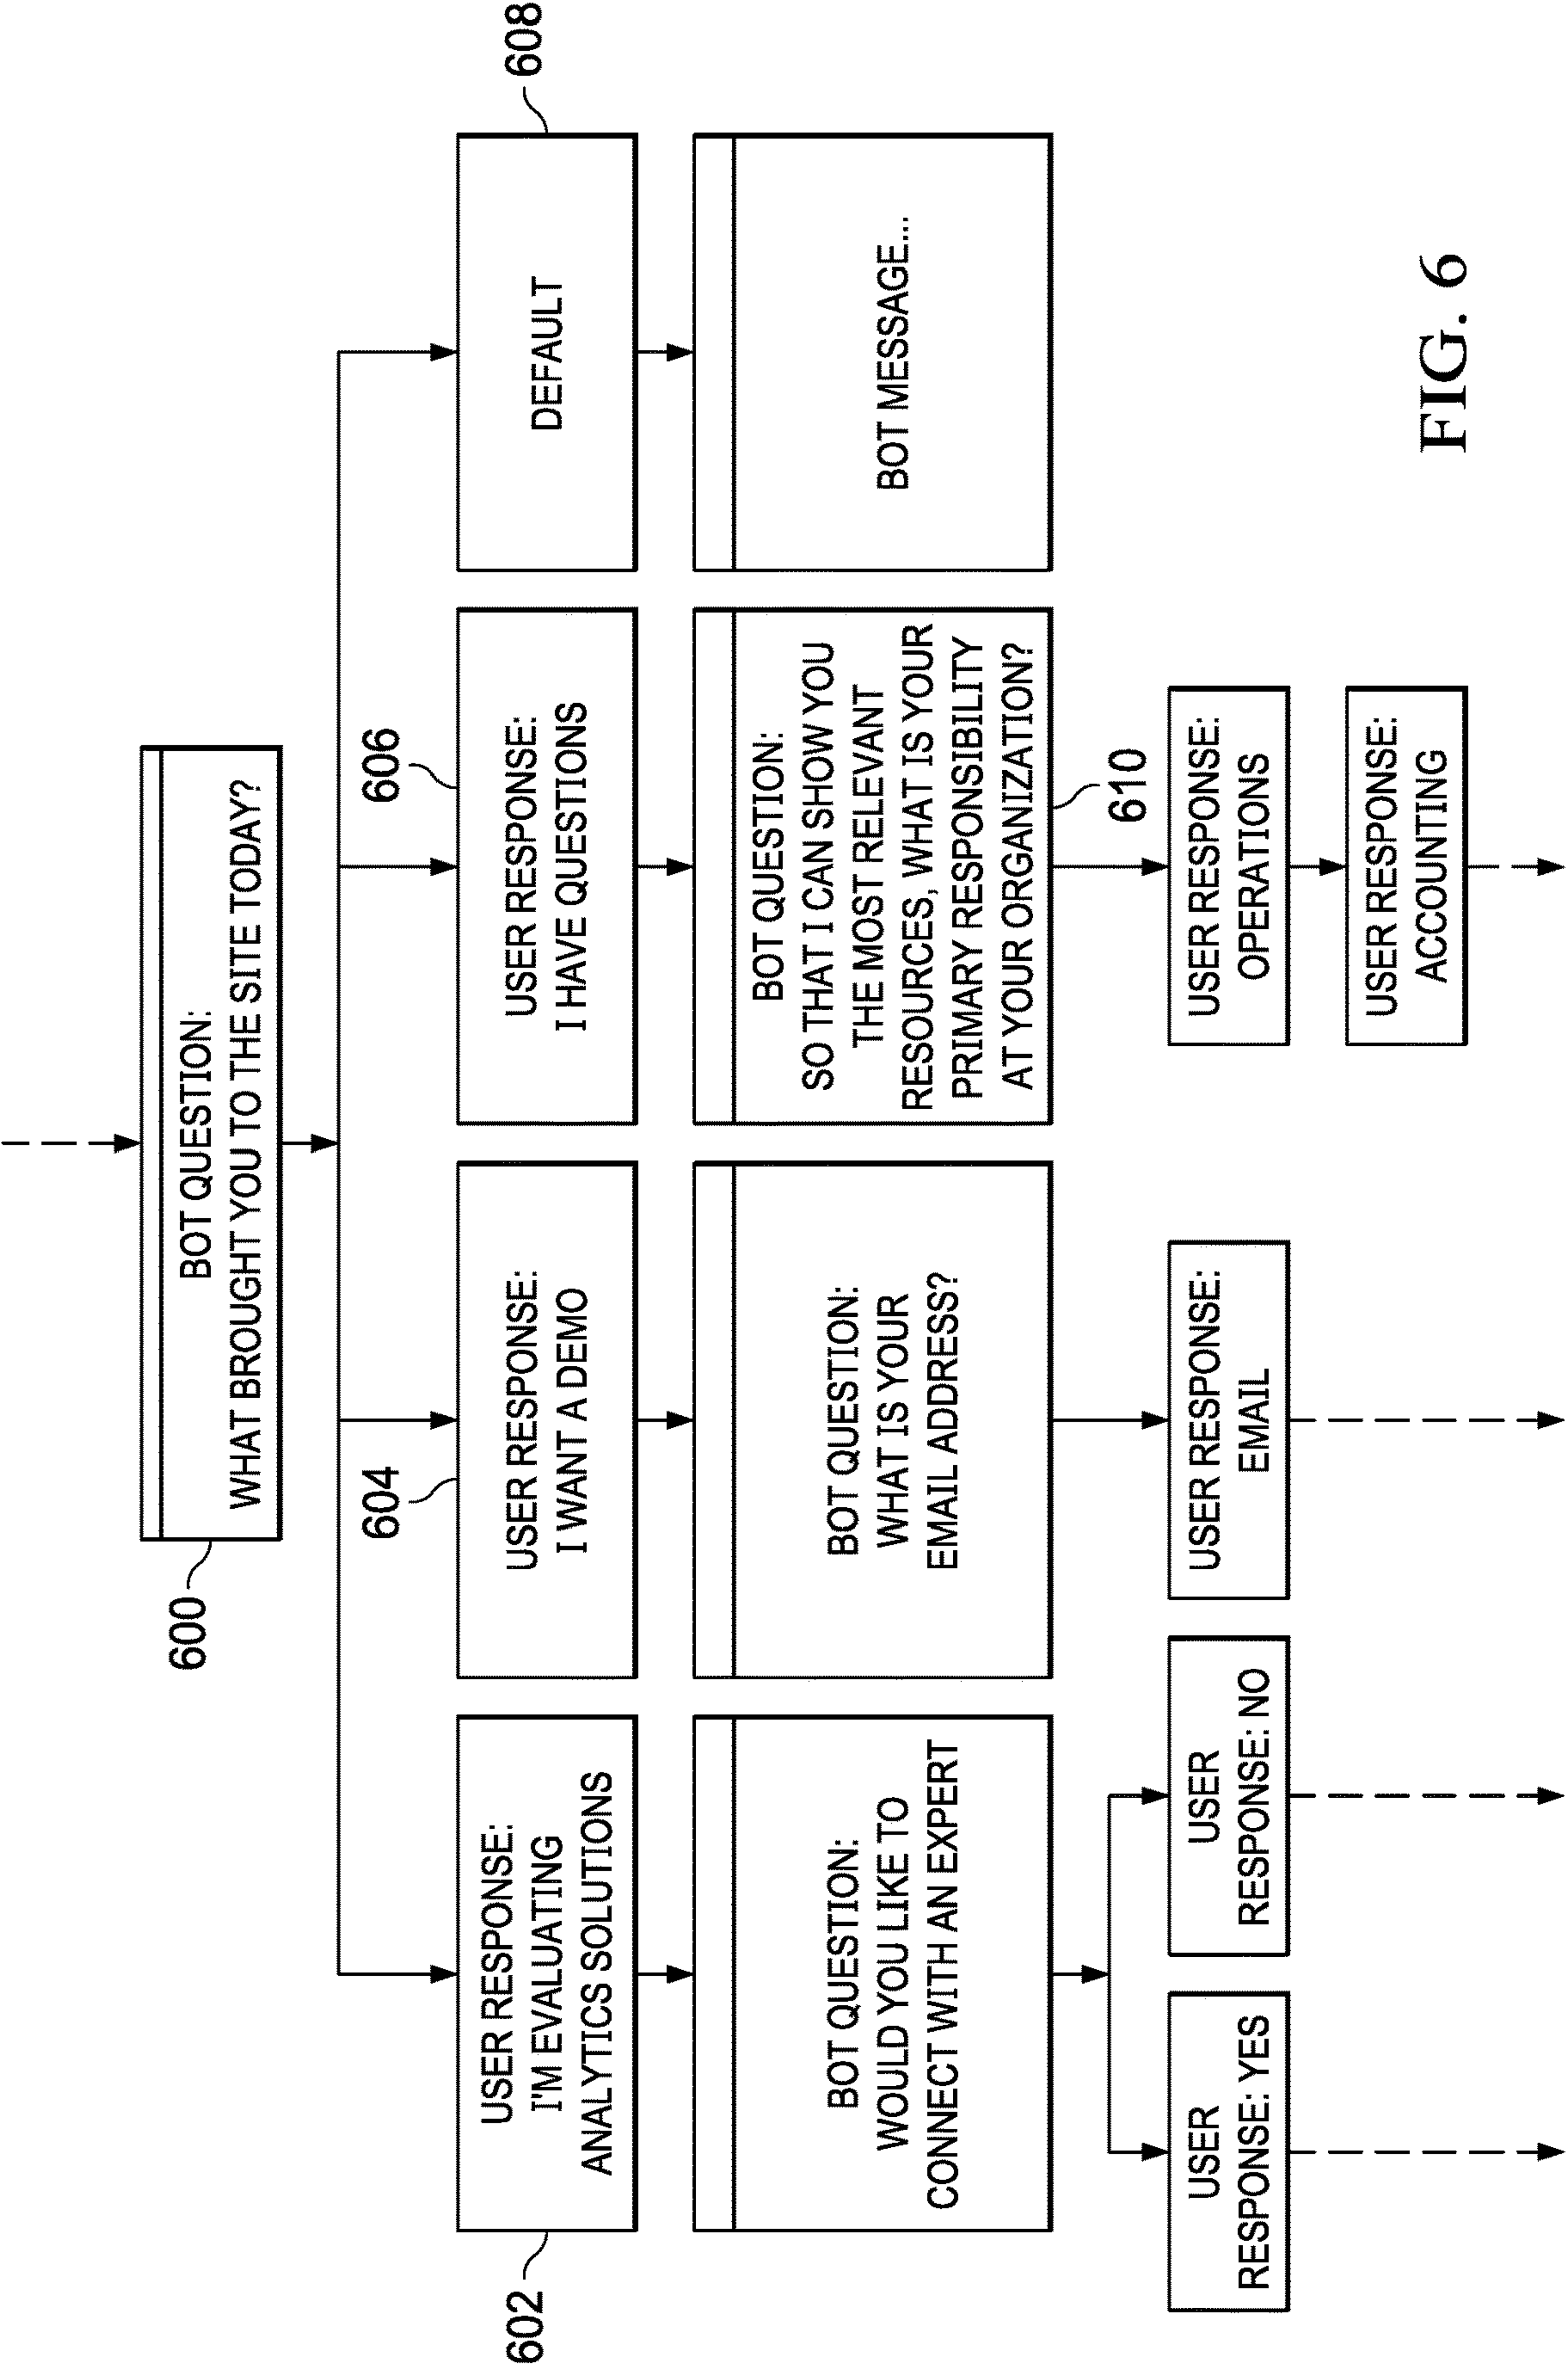 BOT QUESTION:
WHAT BROUGHT YOU TO THE SITE TODAY?
600
602
USER RESPONSE:
I'M EVALUATING
ANALYTICS SOLUTIONS
604
USER RESPONSE:
I WANT A DEMO
606
USER RESPONSE:
I HAVE QUESTIONS
608
DEFAULT
BOT QUESTION:
WOULD YOU LIKE TO
CONNECT WITH AN EXPERT
BOT QUESTION:
WHAT IS YOUR
EMAIL ADDRESS?
BOT QUESTION:
SO THAT I CAN SHOW YOU
THE MOST RELEVANT
RESOURCES, WHAT IS YOUR
PRIMARY RESPONSIBILITY
AT YOUR ORGANIZATION?
610
BOT MESSAGE...
USER
RESPONSE: YES
USER
RESPONSE: NO
USER RESPONSE:
EMAIL
USER RESPONSE:
OPERATIONS
USER RESPONSE:
ACCOUNTING
FIG. 6